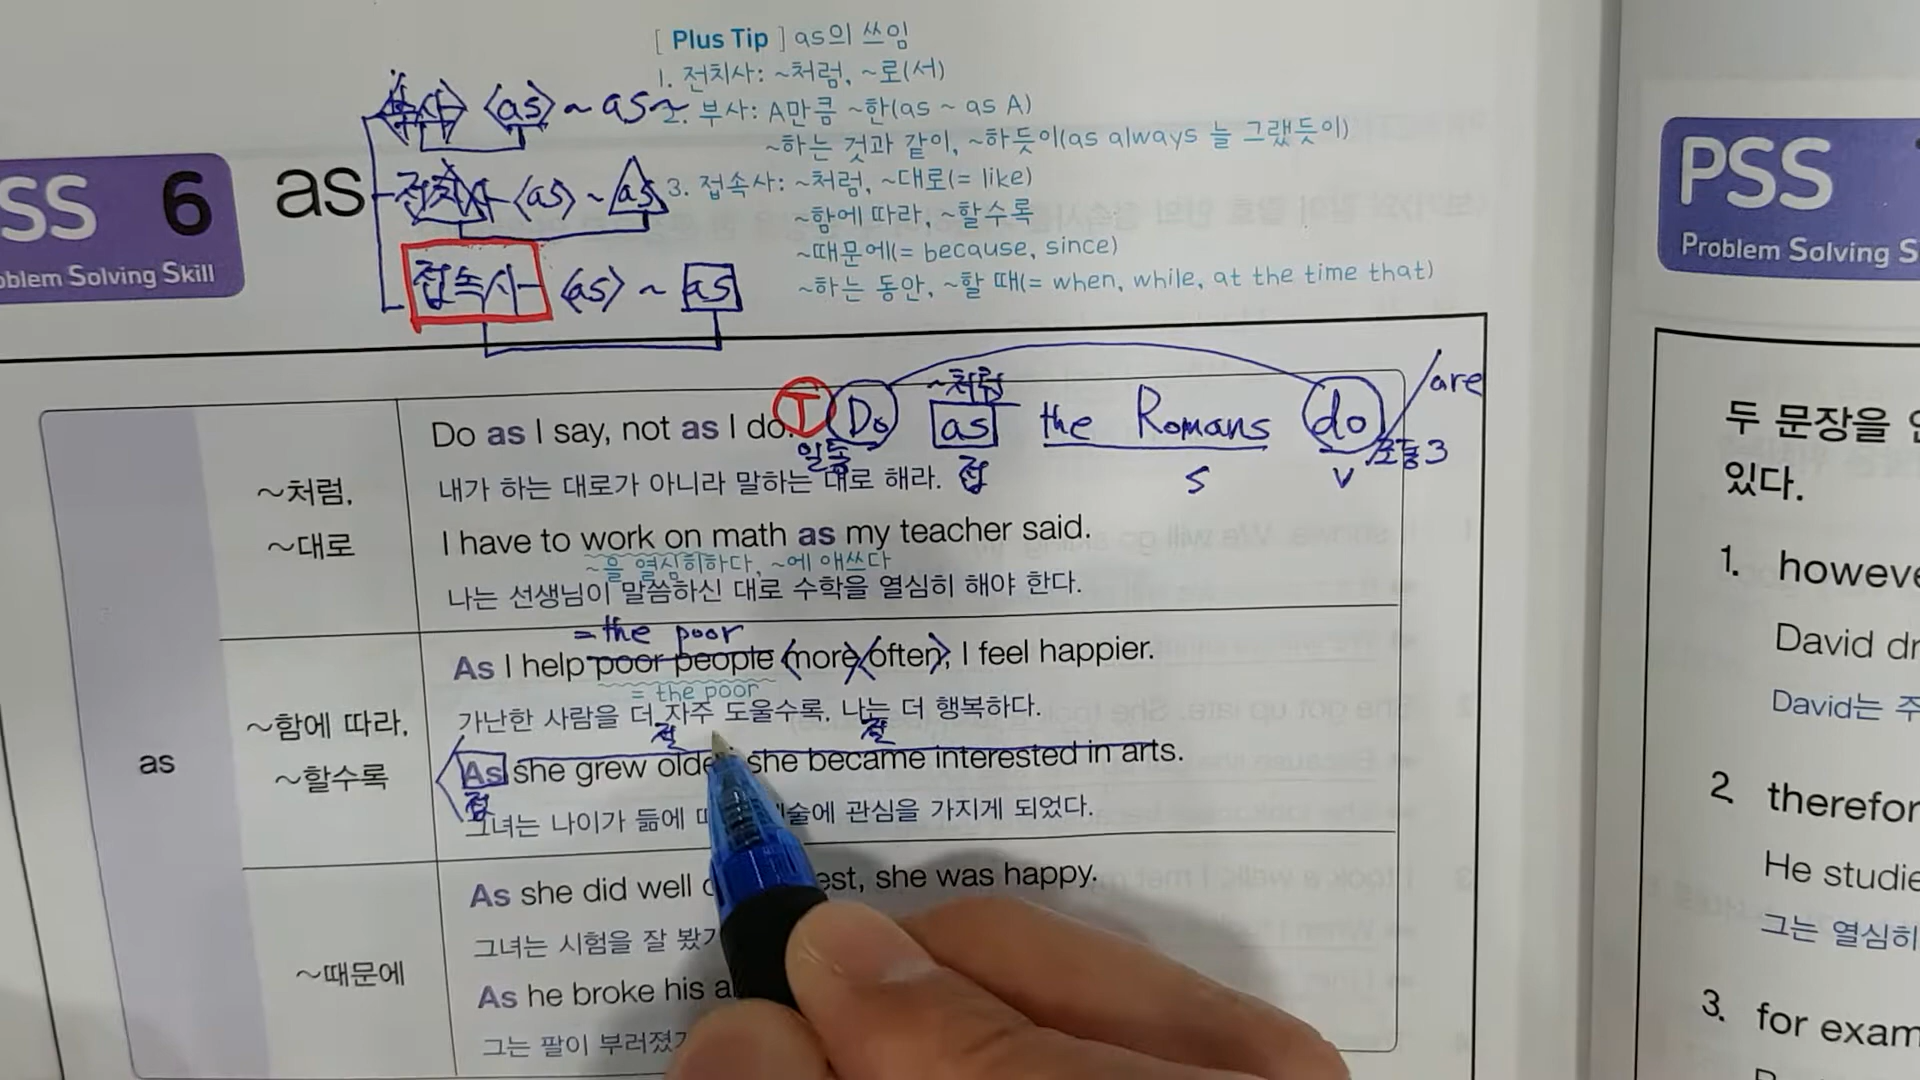 [ Plus Tip ] as의 쓰임
1. 전치사: ~처럼, ~로(서)
부사 <as> ~ as ~
2. 부사: A만큼 ~한(as ~ as A)
~하는 것과 같이, ~하듯이(as always 늘 그랬듯이)
SS 6 as
oblem Solving Skill
전치사 <as> ~ as
3. 접속사: ~처럼, ~대로(= like)
~함에 따라, ~할수록
~때문에(= because, since)
접속사 <as> ~ as
~하는 동안, ~할 때(= when, while, at the time that)
as
~처럼,
~대로
~처럼
/are
Do as I say, not as I do.
T Do as the Romans do
일동 접 S V 초동3
내가 하는 대로가 아니라 말하는 대로 해라.
I have to work on math as my teacher said.
~을 열심히하다, ~에 애쓰다
나는 선생님이 말씀하신 대로 수학을 열심히 해야 한다.
~함에 따라,
~할수록
= the poor
As I help poor people <more> <often>, I feel happier.
= the poor
가난한 사람을 더 자주 도울수록, 나는 더 행복하다.
절 절
As she grew older, she became interested in arts.
접
그녀는 나이가 듦에 예술에 관심을 가지게 되었다.
~때문에
As she did well est, she was happy.
그녀는 시험을 잘 봤기
As he broke his a
그는 팔이 부러졌기
PSS
Problem Solving S
두 문장을
있다.
1. howeve
David dr
David는 주
2. therefor
He studie
그는 열심히
3. for exam